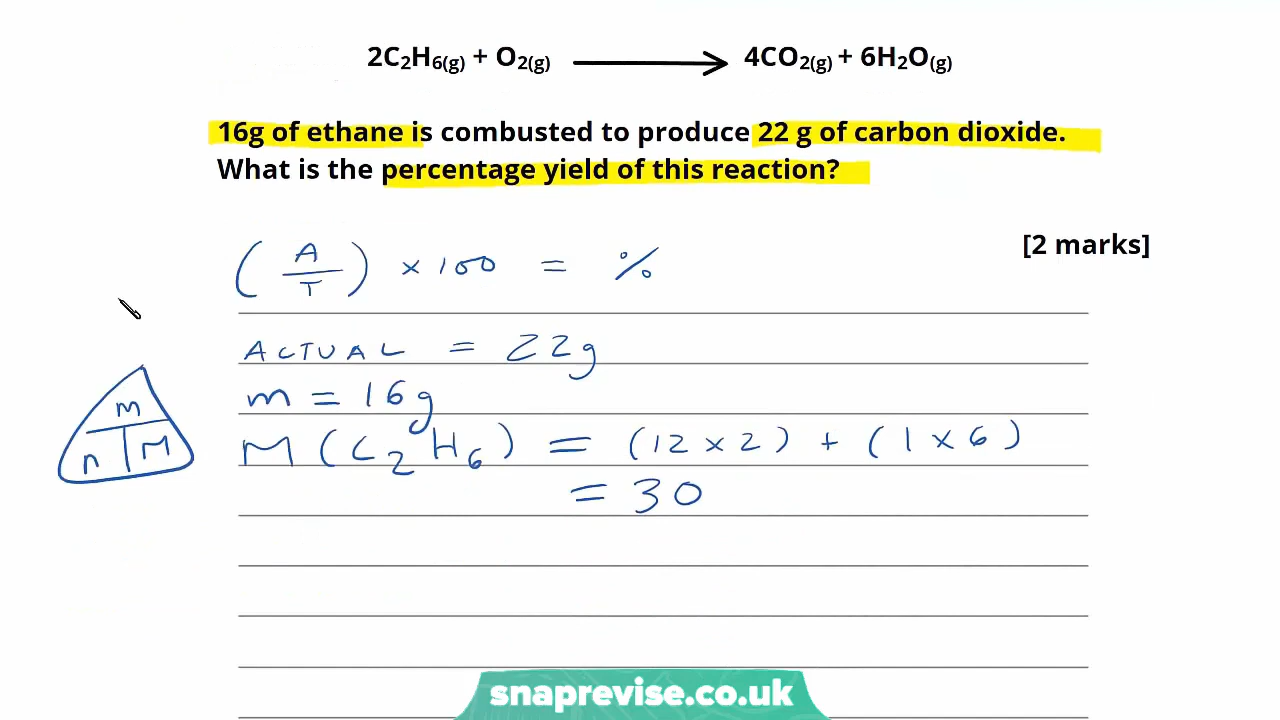 2C₂H₆(g) + O₂(g) ⟶ 4CO₂(g) + 6H₂O(g)
16g of ethane is combusted to produce 22 g of carbon dioxide.
What is the percentage yield of this reaction?
[2 marks]
(A/T) × 100 = %
ACTUAL = 22g
m = 16g
m
n M
M (C₂H₆) = (12 × 2) + (1 × 6)
= 30
snaprevise.co.uk